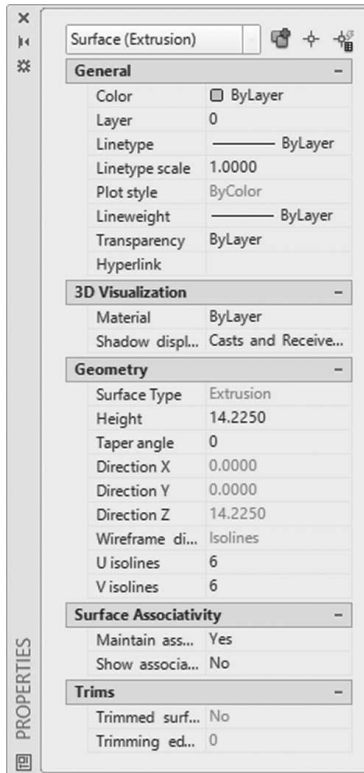 Surface (Extrusion)
General
Color ByLayer
Layer 0
Linetype ByLayer
Linetype scale 1.0000
Plot style ByColor
Lineweight ByLayer
Transparency ByLayer
Hyperlink
3D Visualization
Material ByLayer
Shadow displ... Casts and Receive...
Geometry
Surface Type Extrusion
Height 14.2250
Taper angle 0
Direction X 0.0000
Direction Y 0.0000
Direction Z 14.2250
Wireframe di... Isolines
U isolines 6
V isolines 6
Surface Associativity
Maintain ass... Yes
Show associa... No
Trims
Trimmed surf... No
Trimming ed... 0
PROPERTIES